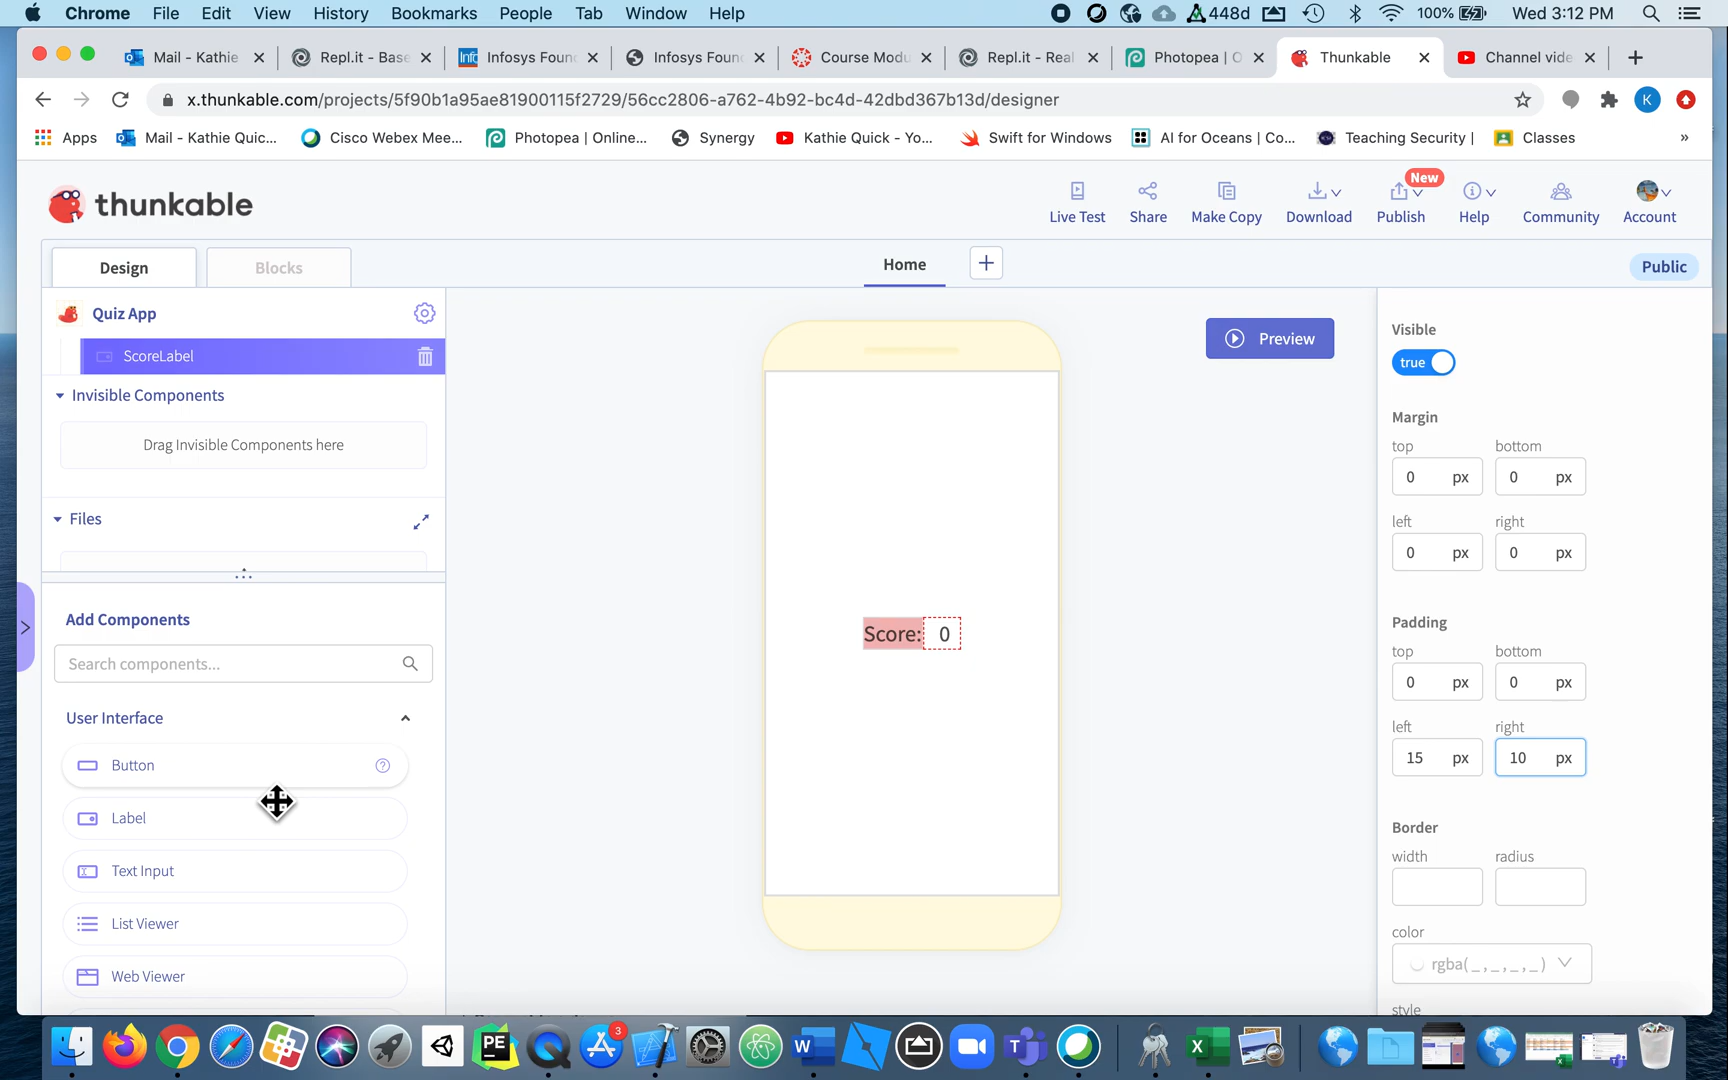 Chrome File Edit View History Bookmarks People Tab Window Help 448d 100% Wed 3:12 PM
Mail - Kathie Repl.it - Base Infosys Foun Infosys Foun Course Modu Repl.it - Real Photopea | O Thunkable Channel vide
x.thunkable.com/projects/5f90b1a95ae81900115f2729/56cc2806-a762-4b92-bc4d-42dbd367b13d/designer K
Apps Mail - Kathie Quic... Cisco Webex Mee... Photopea | Online... Synergy Kathie Quick - Yo... Swift for Windows AI for Oceans | Co... Teaching Security | Classes »
New
thunkable
Live Test Share Make Copy Download Publish Help Community Account
Design Blocks Home + Public
Quiz App
Preview
ScoreLabel
Invisible Components
Drag Invisible Components here
Files
Add Components
Search components...
User Interface
Button
Label
Text Input
List Viewer
Web Viewer
Score: 0
Visible
true
Margin
top bottom
0 px 0 px
left right
0 px 0 px
Padding
top bottom
0 px 0 px
left right
15 px 10 px
Border
width radius
color
rgba(_,_,_,_)
style
PE 3 W T X